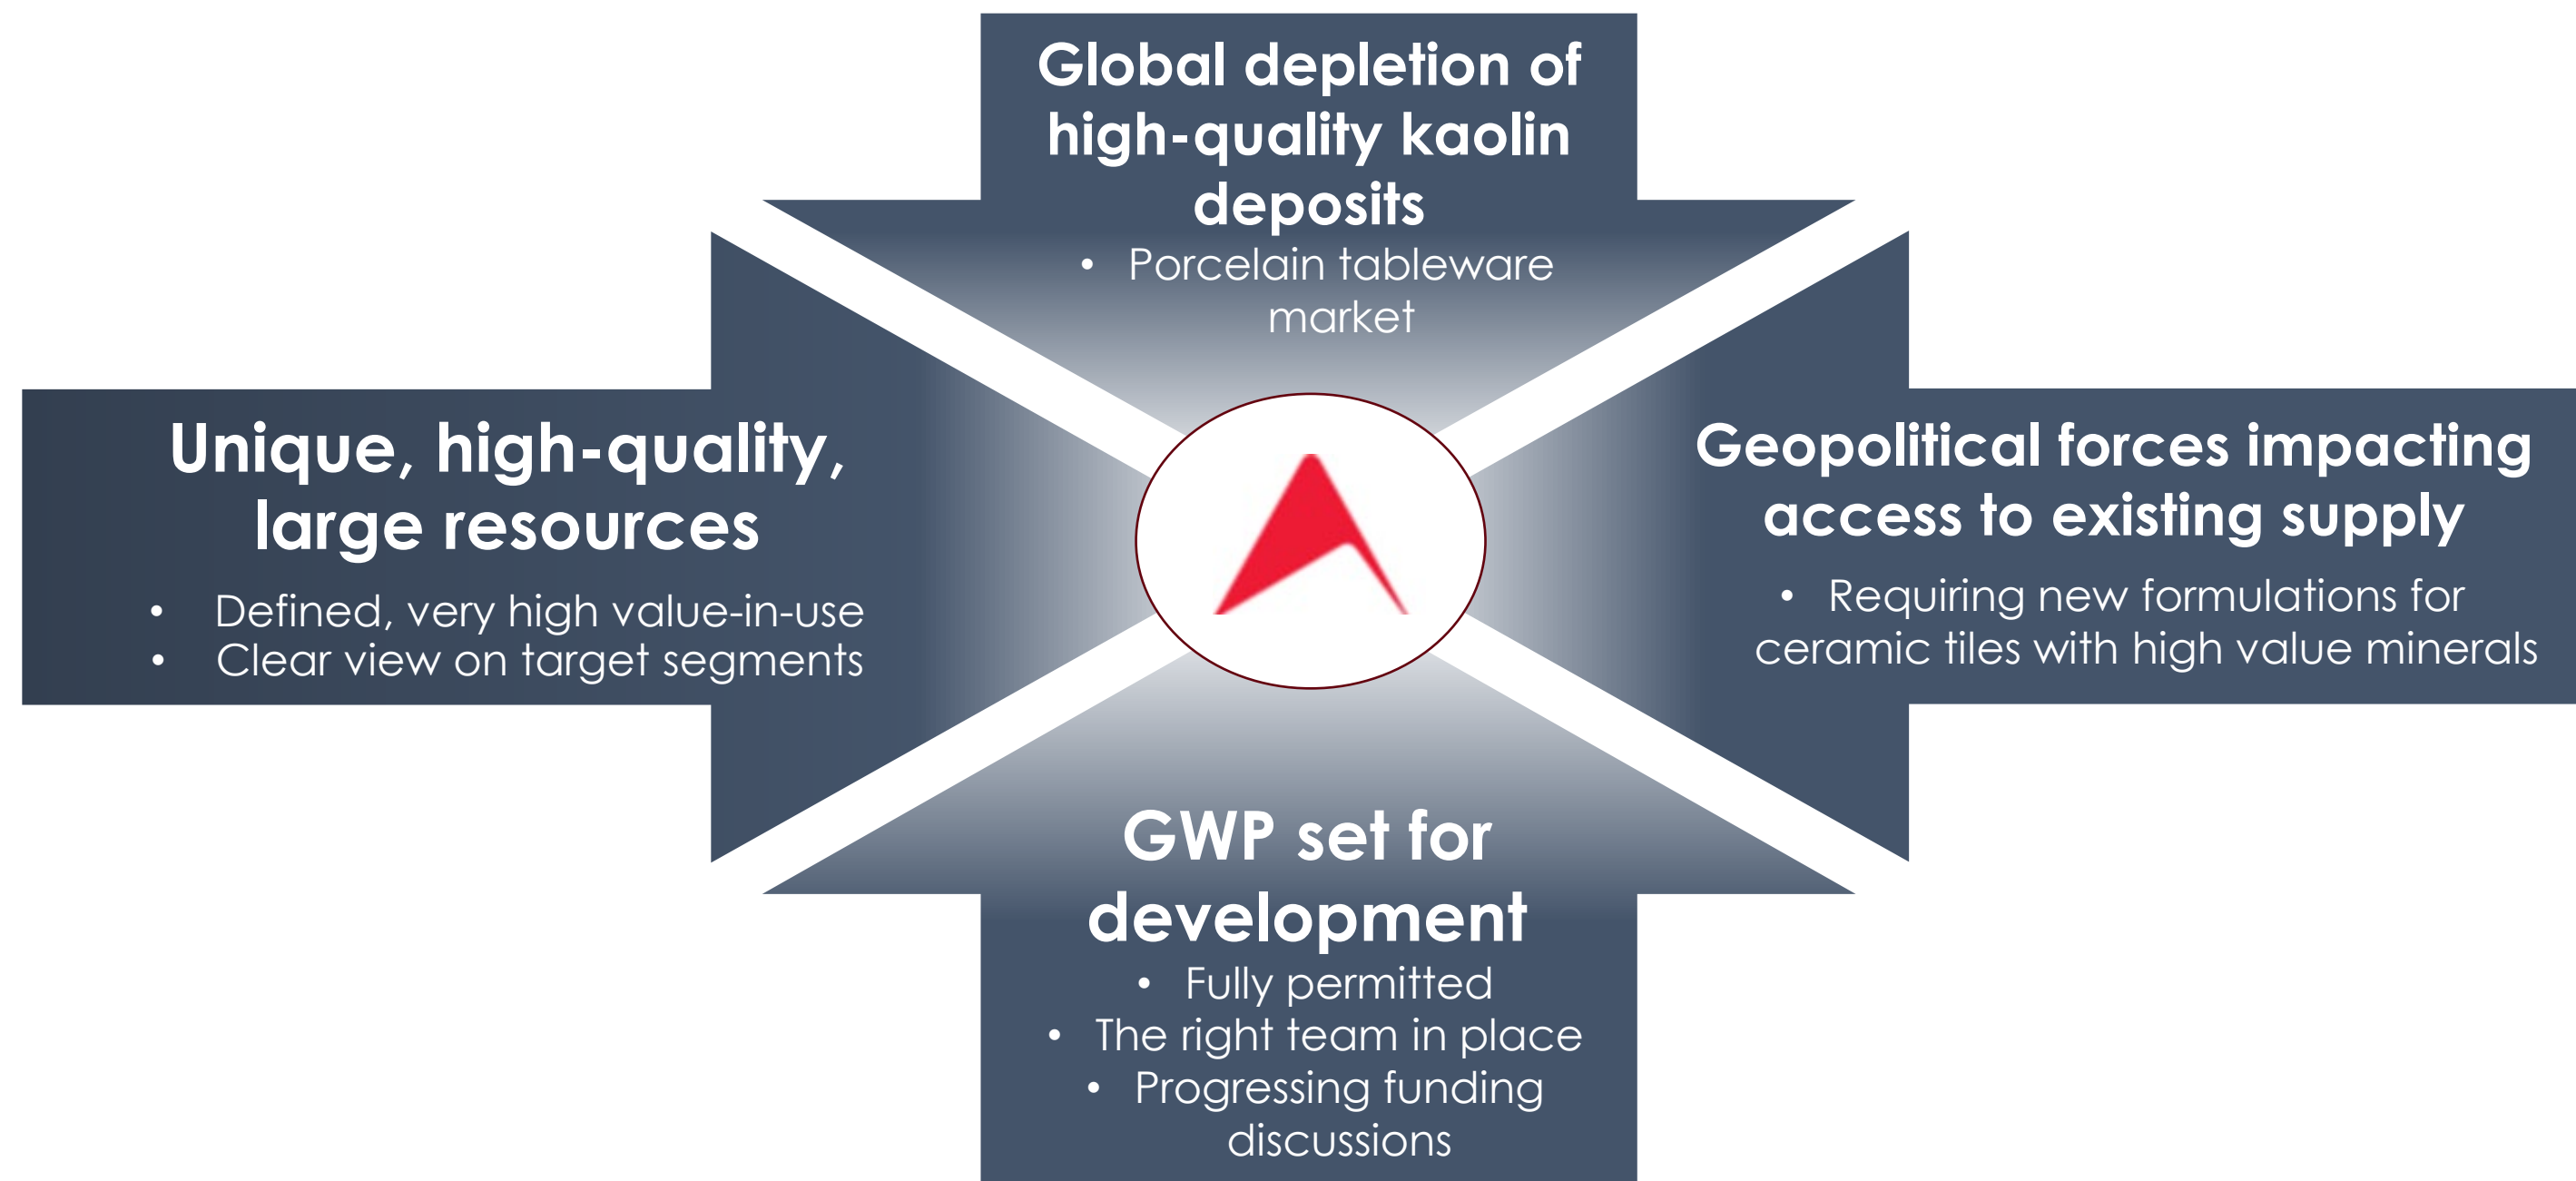 Global depletion of
high-quality kaolin
deposits
• Porcelain tableware
market
Unique, high-quality,
large resources
• Defined, very high value-in-use
• Clear view on target segments
Geopolitical forces impacting
access to existing supply
• Requiring new formulations for
ceramic tiles with high value minerals
GWP set for
development
• Fully permitted
• The right team in place
• Progressing funding
discussions